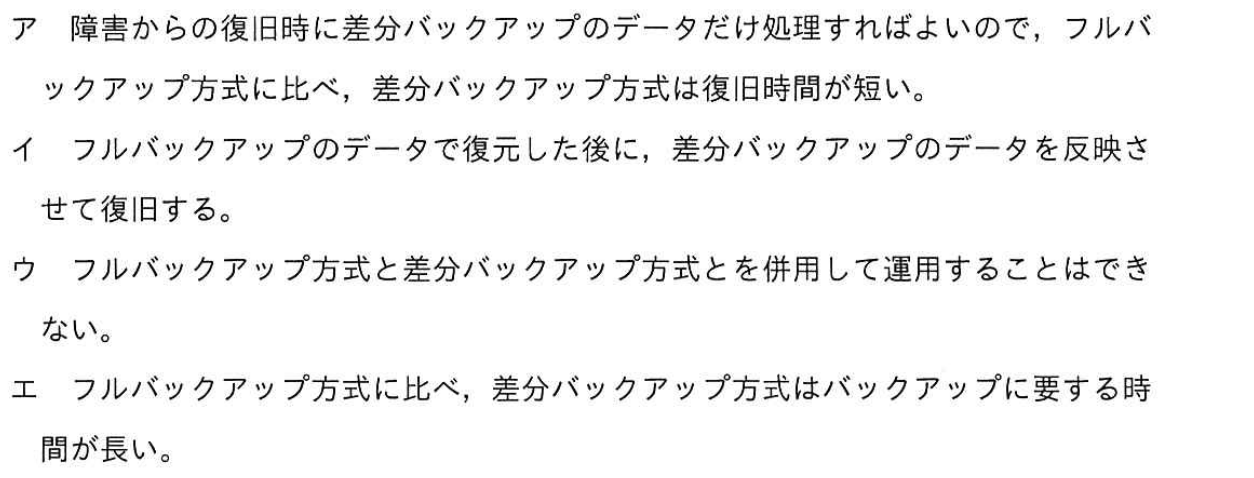 ア　障害からの復旧時に差分バックアップのデータだけ処理すればよいので，フルバ
ックアップ方式に比べ，差分バックアップ方式は復旧時間が短い。
イ　フルバックアップのデータで復元した後に，差分バックアップのデータを反映さ
せて復旧する。
ウ　フルバックアップ方式と差分バックアップ方式とを併用して運用することはでき
ない。
エ　フルバックアップ方式に比べ，差分バックアップ方式はバックアップに要する時
間が長い。